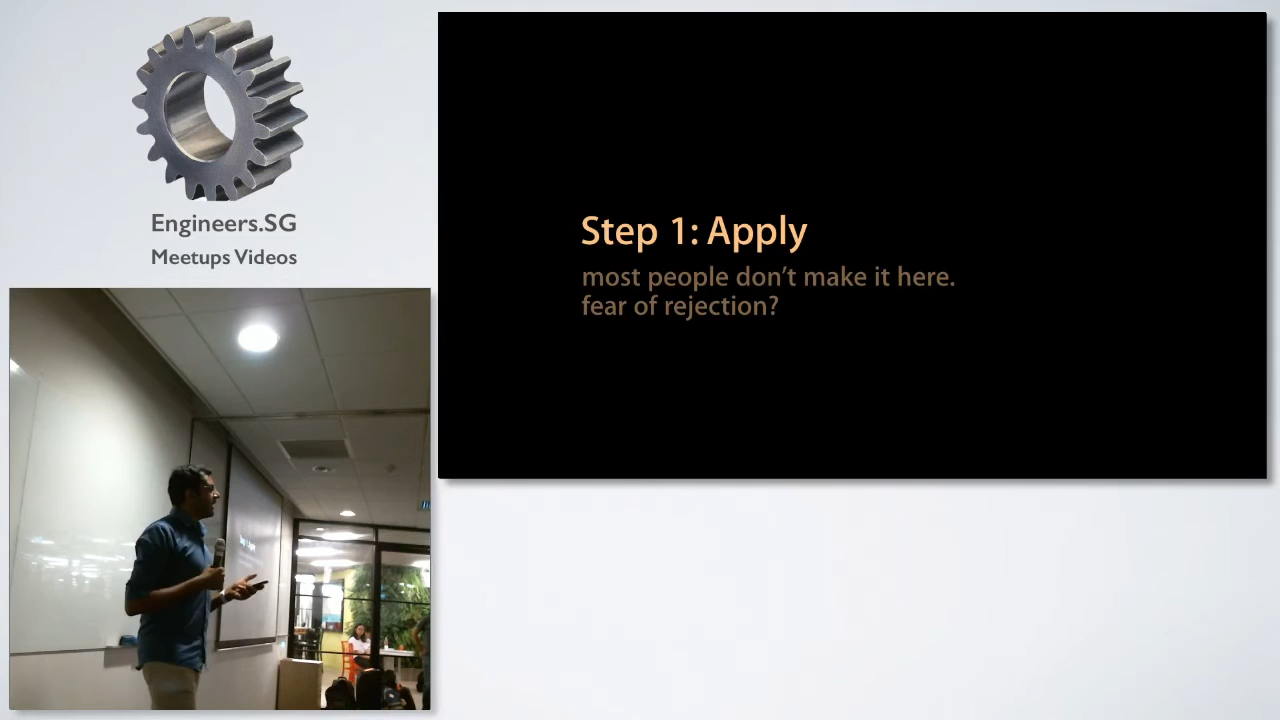 Engineers.SG
Meetups Videos
Step 1: Apply
most people don't make it here.
fear of rejection?